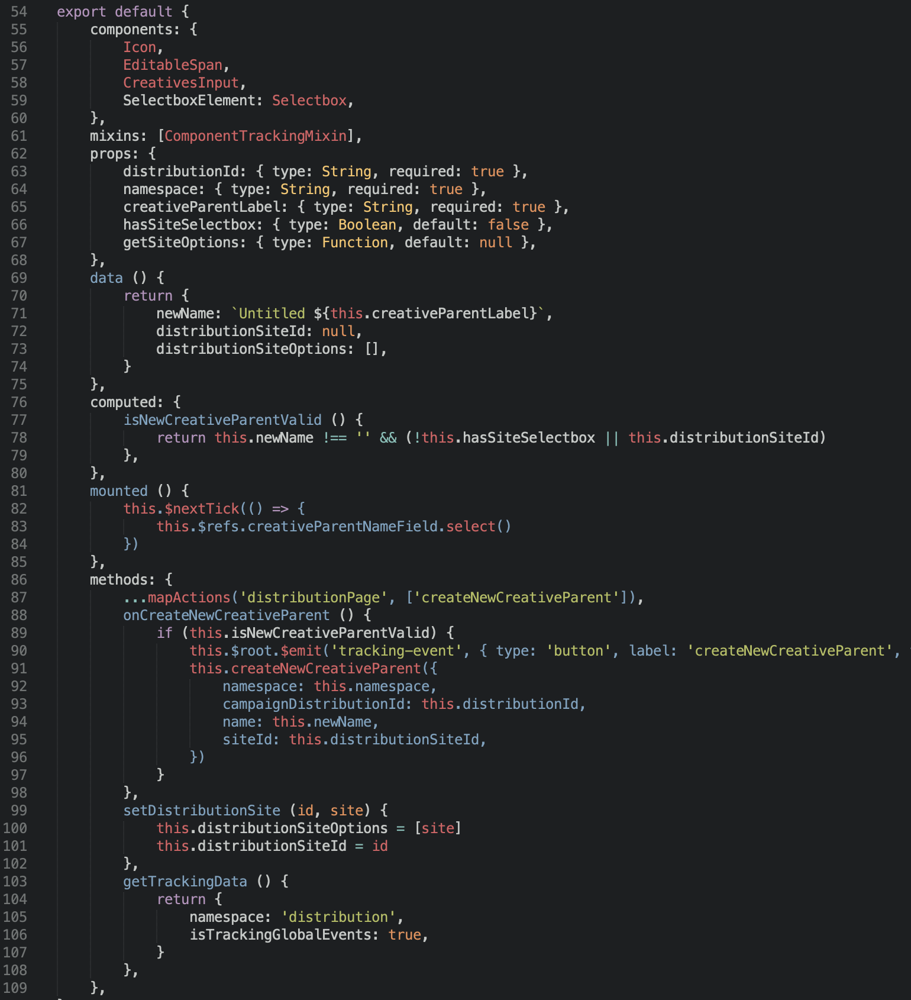 54 export default {
55 components: {
56 Icon,
57 EditableSpan,
58 CreativesInput,
59 SelectboxElement: Selectbox,
60 },
61 mixins: [ComponentTrackingMixin],
62 props: {
63 distributionId: { type: String, required: true },
64 namespace: { type: String, required: true },
65 creativeParentLabel: { type: String, required: true },
66 hasSiteSelectbox: { type: Boolean, default: false },
67 getSiteOptions: { type: Function, default: null },
68 },
69 data () {
70 return {
71 newName: `Untitled ${this.creativeParentLabel}`,
72 distributionSiteId: null,
73 distributionSiteOptions: [],
74 }
75 },
76 computed: {
77 isNewCreativeParentValid () {
78 return this.newName !== '' && (!this.hasSiteSelectbox || this.distributionSiteId)
79 },
80 },
81 mounted () {
82 this.$nextTick(() => {
83 this.$refs.creativeParentNameField.select()
84 })
85 },
86 methods: {
87 ...mapActions('distributionPage', ['createNewCreativeParent']),
88 onCreateNewCreativeParent () {
89 if (this.isNewCreativeParentValid) {
90 this.$root.$emit('tracking-event', { type: 'button', label: 'createNewCreativeParent',
91 this.createNewCreativeParent({
92 namespace: this.namespace,
93 campaignDistributionId: this.distributionId,
94 name: this.newName,
95 siteId: this.distributionSiteId,
96 })
97 }
98 },
99 setDistributionSite (id, site) {
100 this.distributionSiteOptions = [site]
101 this.distributionSiteId = id
102 },
103 getTrackingData () {
104 return {
105 namespace: 'distribution',
106 isTrackingGlobalEvents: true,
107 }
108 },
109 },